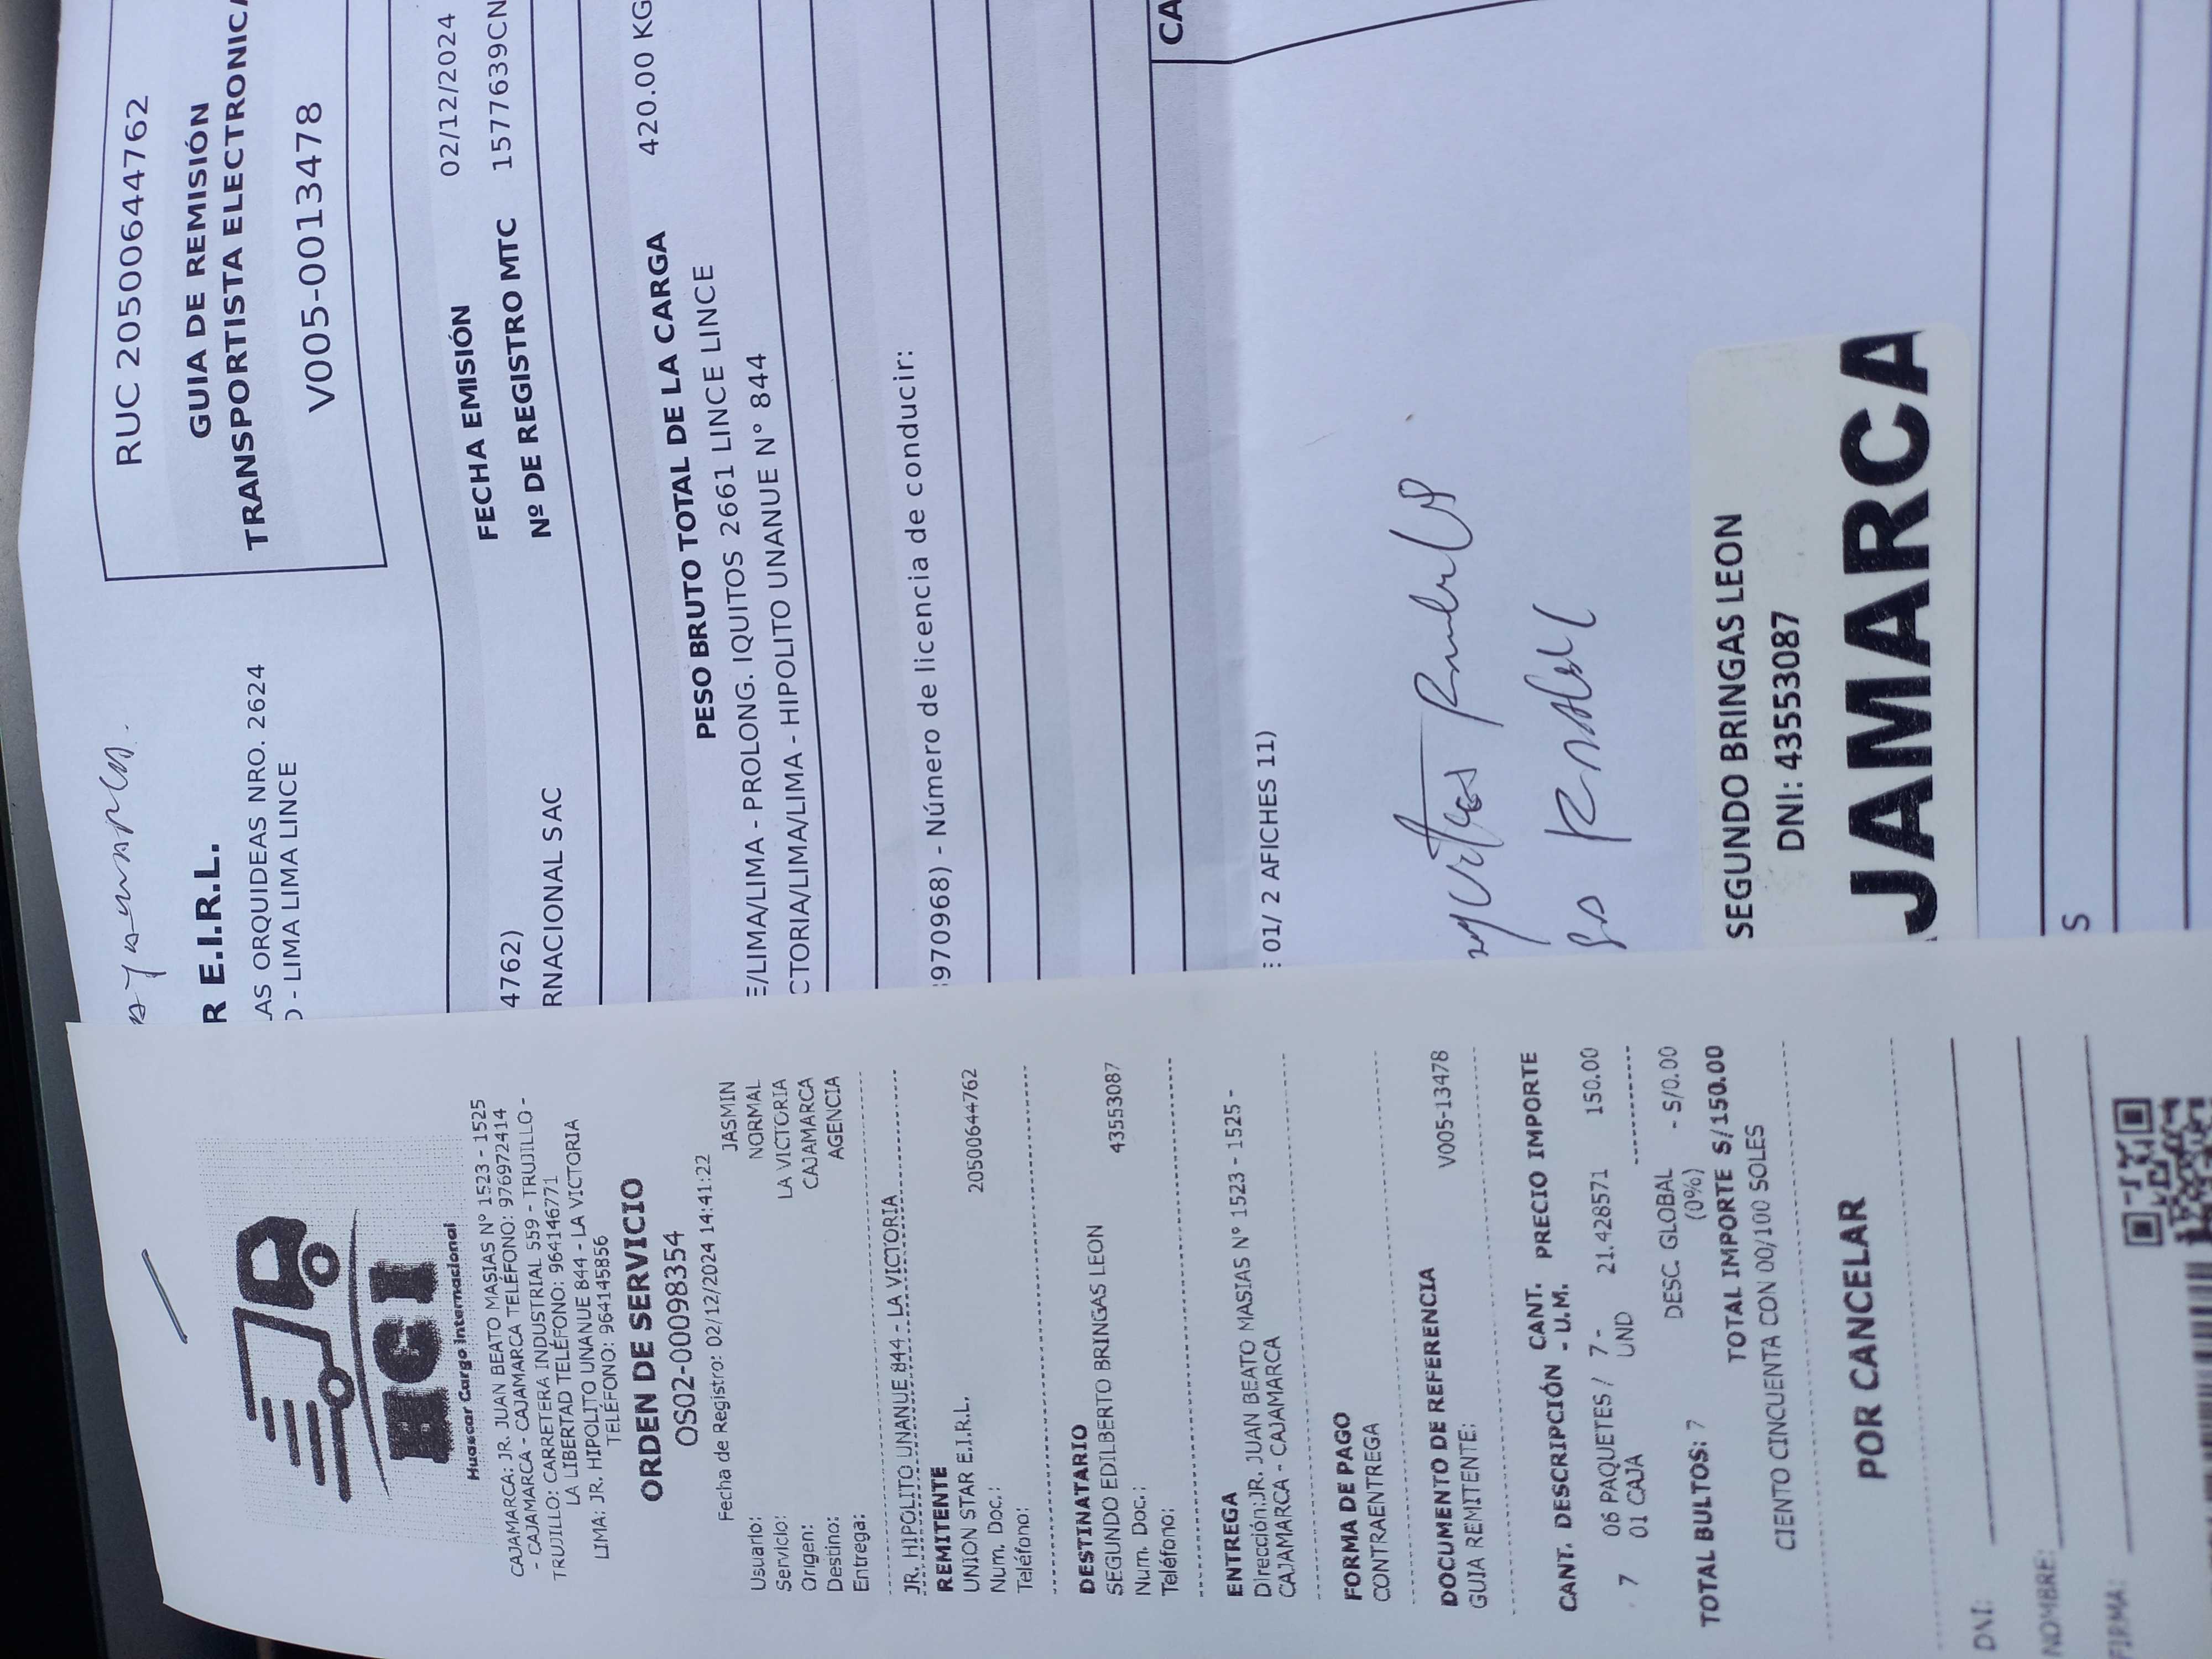 HCI
Huascar Cargo Internacional
CAJAMARCA: JR. JUAN BEATO MASIAS Nº 1523 - 1525
- CAJAMARCA - CAJAMARCA TELÉFONO: 976972414
TRUJILLO: CARRETERA INDUSTRIAL 559 - TRUJILLO -
LA LIBERTAD TELÉFONO: 964146771
LIMA: JR. HIPOLITO UNANUE 844 - LA VICTORIA
TELÉFONO: 964145856
ORDEN DE SERVICIO
OS02-00098354
Fecha de Registro: 02/12/2024 14:41:22
Usuario: JASMIN
Servicio: NORMAL
Origen: LA VICTORIA
Destino: CAJAMARCA
Entrega: AGENCIA
JR. HIPOLITO UNANUE 844 - LA VICTORIA
REMITENTE
UNION STAR E.I.R.L.
Num. Doc.: 20500644762
Teléfono:
DESTINATARIO
SEGUNDO EDILBERTO BRINGAS LEON
Num. Doc.: 43553087
Teléfono:
ENTREGA
Dirección:JR. JUAN BEATO MASIAS Nº 1523 - 1525 -
CAJAMARCA - CAJAMARCA
FORMA DE PAGO
CONTRAENTREGA
DOCUMENTO DE REFERENCIA
GUIA REMITENTE: V005-13478
CANT. DESCRIPCIÓN CANT. PRECIO IMPORTE
- U.M.
7 06 PAQUETES / 7 - 21.428571 150.00
01 CAJA UND
DESC. GLOBAL - S/0.00
(0%)
TOTAL BULTOS: 7 TOTAL IMPORTE S/150.00
CIENTO CINCUENTA CON 00/100 SOLES
POR CANCELAR
DNI:
NOMBRE:
FIRMA:
R E.I.R.L.
AS ORQUIDEAS NRO. 2624
O - LIMA LIMA LINCE
RUC 20500644762
GUIA DE REMISIÓN
TRANSPORTISTA ELECTRONICA
V005-0013478
4762) FECHA EMISIÓN 02/12/2024
RNACIONAL SAC Nº DE REGISTRO MTC 1577639CN
PESO BRUTO TOTAL DE LA CARGA 420.00 KG
E/LIMA/LIMA - PROLONG. IQUITOS 2661 LINCE LINCE
CTORIA/LIMA/LIMA - HIPOLITO UNANUE N° 844
970968) - Número de licencia de conducir:
CA
: 01/ 2 AFICHES 11)
SEGUNDO BRINGAS LEON
DNI: 43553087
JAMARCA
S